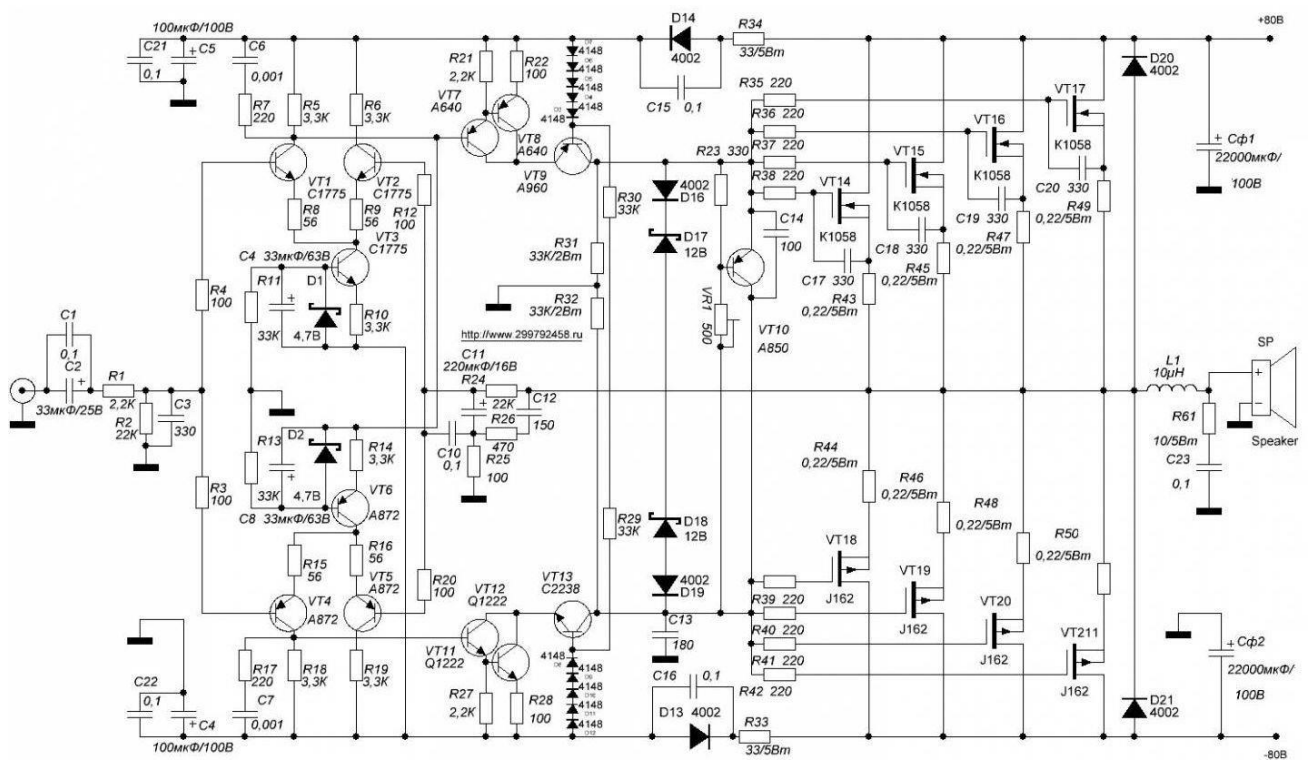 100мкФ/100В
C21
0,1
C5
C6
0,001
R7
220
R5
3,3K
R6
3,3K
R21
2,2K
R22
100
VT7
A640
VT8
A640
VT9
A960
4148
4148
4148
4148
4148
D14
4002
C15
0,1
R34
33/5Вт
+80В
R35 220
R36 220
R37 220
R38 220
R23 330
VT14
K1058
VT15
K1058
VT16
K1058
VT17
K1058
D20
4002
Cф1
22000мкФ/
100В
VT1
C1775
VT2
C1775
R8
56
R9
56
R12
100
VT3
C1775
C4
33мкФ/63В
R11
33K
D1
4,7В
R10
3,3K
R4
100
R30
33K
R31
33K/2Вт
R32
33K/2Вт
4002
D16
D17
12В
C14
100
VR1
500
VT10
A850
C17
330
C18
330
C19
330
C20
330
R43
0,22/5Вт
R45
0,22/5Вт
R47
0,22/5Вт
R49
0,22/5Вт
http://www.299792458.ru
C1
0,1
C2
33мкФ/25В
R1
2,2K
R2
22K
C3
330
C11
220мкФ/16В
R24
22K
C12
150
R26
470
C10
0,1
R25
100
L1
10μH
SP
Speaker
R61
10/5Вт
C23
0,1
R3
100
R13
33K
D2
4,7В
C8
33мкФ/63В
R14
3,3K
VT6
A872
R15
56
R16
56
VT4
A872
VT5
A872
R20
100
R29
33K
D18
12В
4002
D19
R44
0,22/5Вт
R46
0,22/5Вт
R48
0,22/5Вт
R50
0,22/5Вт
VT18
J162
VT19
J162
VT20
J162
VT211
J162
R39 220
R40 220
R41 220
R42 220
VT12
Q1222
VT11
Q1222
VT13
C2238
C13
180
4148
4148
4148
4148
4148
R17
220
R18
3,3K
R19
3,3K
C7
0,001
C22
0,1
C4
100мкФ/100В
R27
2,2K
R28
100
C16
0,1
D13
4002
R33
33/5Вт
D21
4002
Cф2
22000мкФ/
100В
-80В